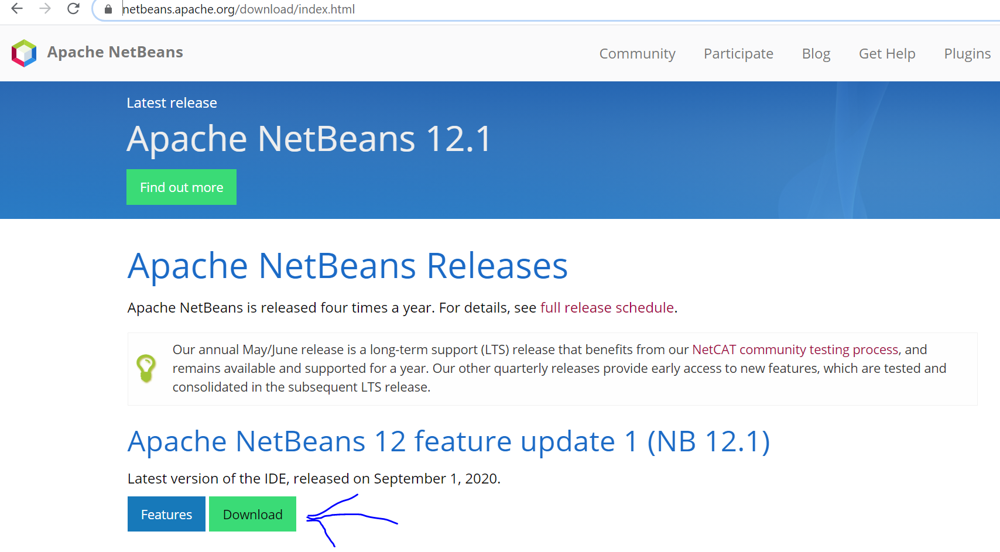 netbeans.apache.org/download/index.html
Apache NetBeans
Community Participate Blog Get Help Plugins
Latest release
Apache NetBeans 12.1
Find out more
Apache NetBeans Releases
Apache NetBeans is released four times a year. For details, see full release schedule.
Our annual May/June release is a long-term support (LTS) release that benefits from our NetCAT community testing process, and
remains available and supported for a year. Our other quarterly releases provide early access to new features, which are tested and
consolidated in the subsequent LTS release.
Apache NetBeans 12 feature update 1 (NB 12.1)
Latest version of the IDE, released on September 1, 2020.
Features Download